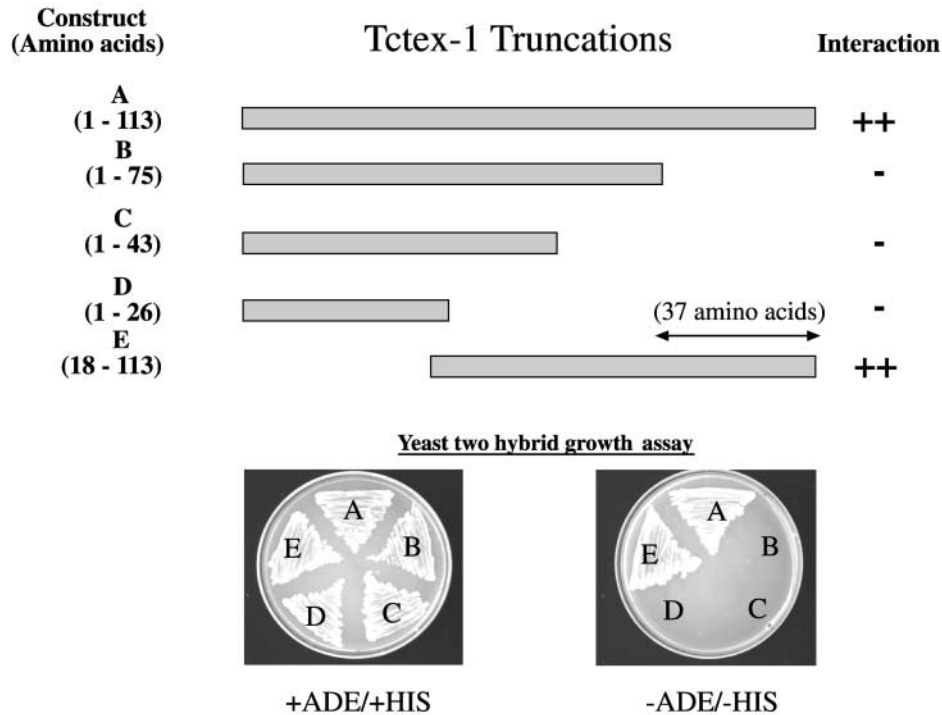 Construct
(Amino acids)
Tctex-1 Truncations
Interaction
A
(1 - 113)
++
B
(1 - 75)
-
C
(1 - 43)
-
D
(1 - 26)
(37 amino acids)
-
E
(18 - 113)
++
Yeast two hybrid growth assay
A
E
B
D
C
A
E
B
D
C
+ADE/+HIS
-ADE/-HIS